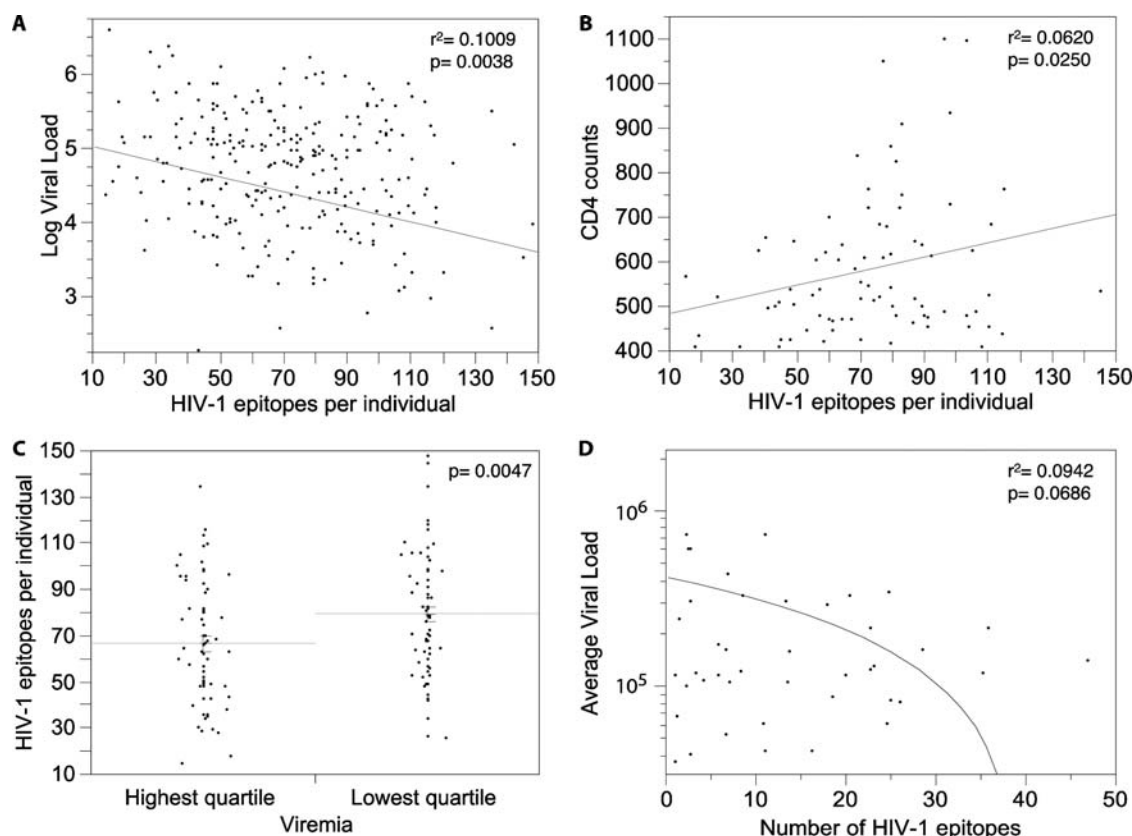 A
r²= 0.1009
p= 0.0038
Log Viral Load
6
5
4
3
10 30 50 70 90 110 130 150
HIV-1 epitopes per individual
B
r²= 0.0620
p= 0.0250
CD4 counts
1100
1000
900
800
700
600
500
400
10 30 50 70 90 110 130 150
HIV-1 epitopes per individual
C
p= 0.0047
HIV-1 epitopes per individual
150
130
110
90
70
50
30
10
Highest quartile Lowest quartile
Viremia
D
r²= 0.0942
p= 0.0686
Average Viral Load
10⁶
10⁵
0 10 20 30 40 50
Number of HIV-1 epitopes